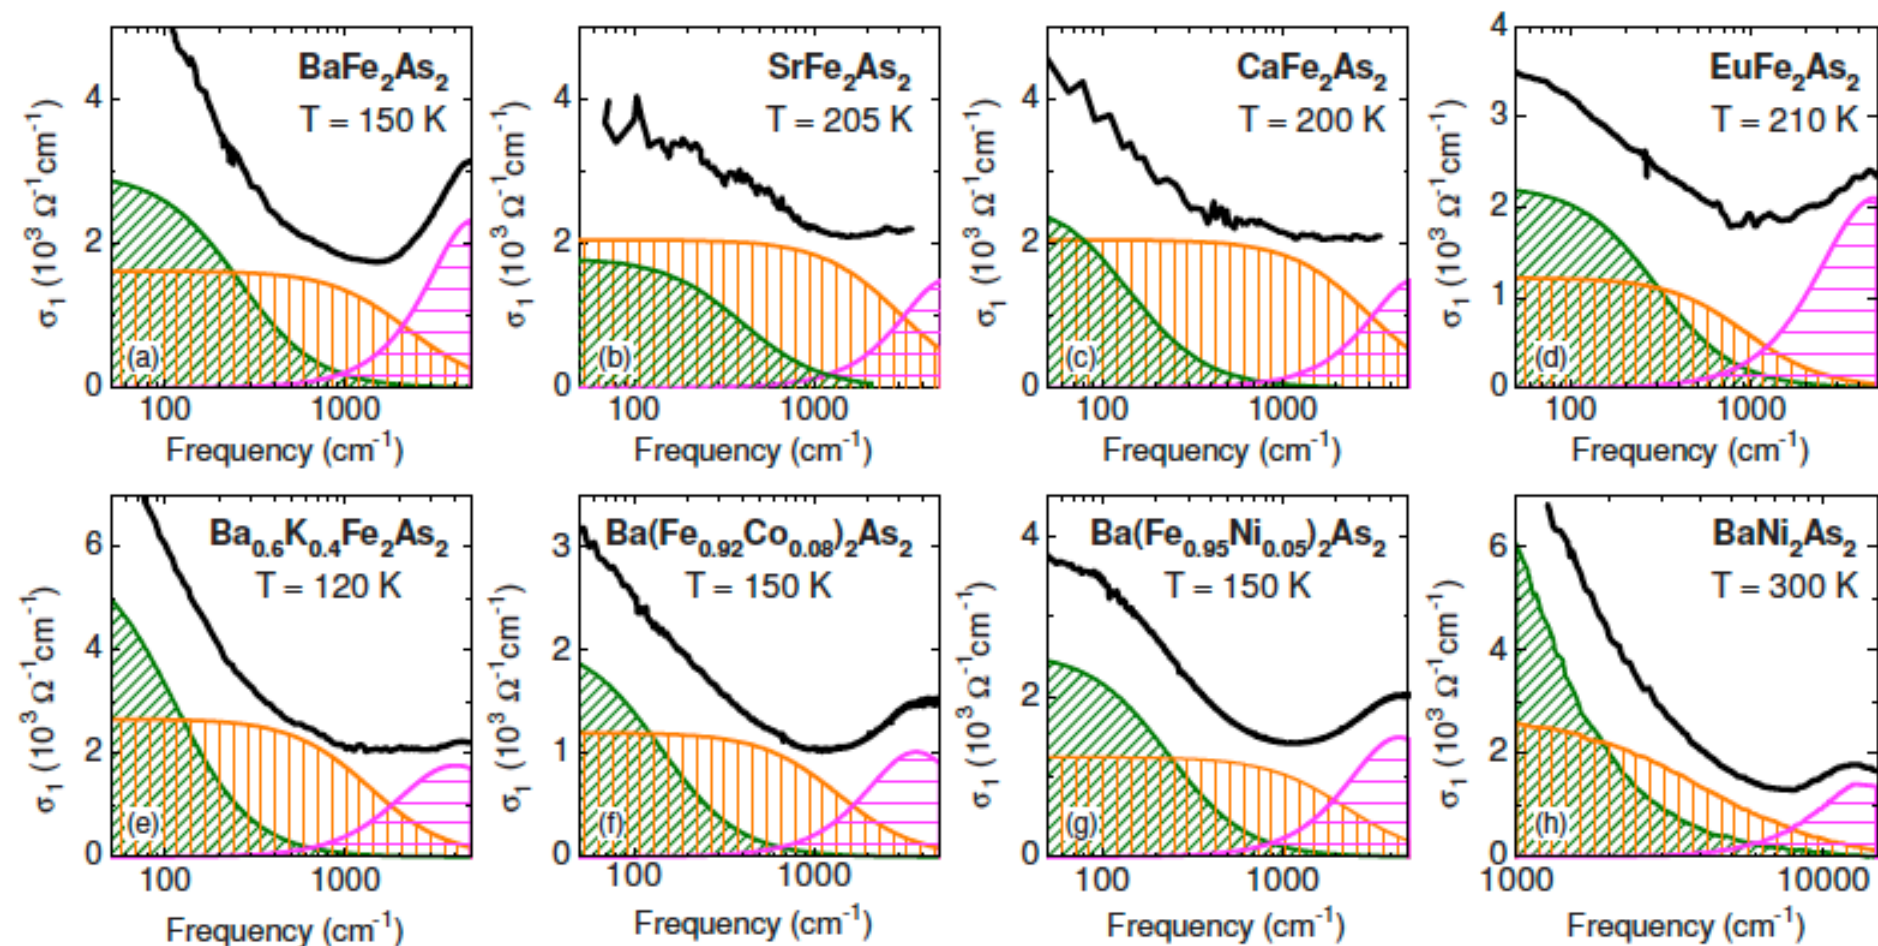 BaFe₂As₂
T = 150 K
4
2
0
σ₁ (10³ Ω⁻¹cm⁻¹)
(a)
100 1000
Frequency (cm⁻¹)
SrFe₂As₂
T = 205 K
4
2
0
σ₁ (10³ Ω⁻¹cm⁻¹)
(b)
100 1000
Frequency (cm⁻¹)
CaFe₂As₂
T = 200 K
4
2
0
σ₁ (10³ Ω⁻¹cm⁻¹)
(c)
100 1000
Frequency (cm⁻¹)
EuFe₂As₂
T = 210 K
4
3
2
1
0
σ₁ (10³ Ω⁻¹cm⁻¹)
(d)
100 1000
Frequency (cm⁻¹)
Ba₀.₆K₀.₄Fe₂As₂
T = 120 K
6
4
2
0
σ₁ (10³ Ω⁻¹cm⁻¹)
(e)
100 1000
Frequency (cm⁻¹)
Ba(Fe₀.₉₂Co₀.₀₈)₂As₂
T = 150 K
3
2
1
0
σ₁ (10³ Ω⁻¹cm⁻¹)
(f)
100 1000
Frequency (cm⁻¹)
Ba(Fe₀.₉₅Ni₀.₀₅)₂As₂
T = 150 K
4
2
0
σ₁ (10³ Ω⁻¹cm⁻¹)
(g)
100 1000
Frequency (cm⁻¹)
BaNi₂As₂
T = 300 K
6
4
2
0
σ₁ (10³ Ω⁻¹cm⁻¹)
(h)
1000 10000
Frequency (cm⁻¹)